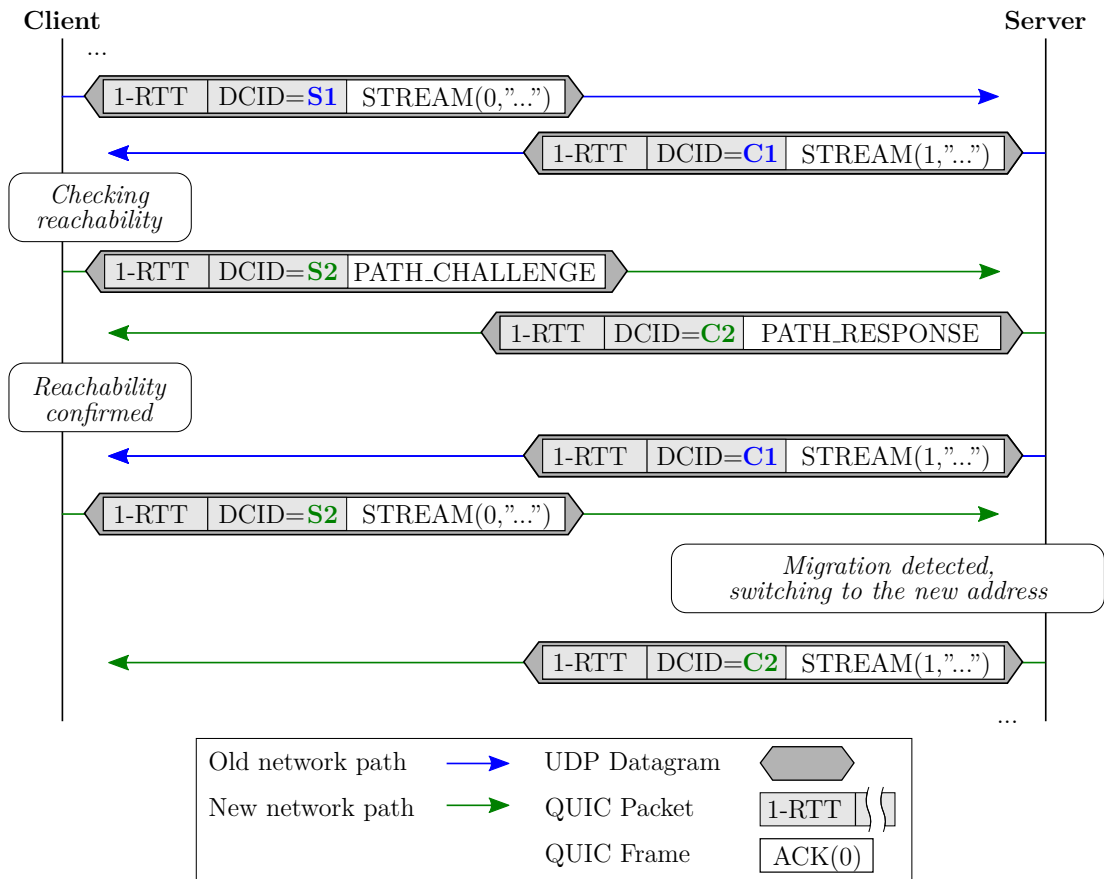 Client Server
...
1-RTT DCID=S1 STREAM(0,"...")
1-RTT DCID=C1 STREAM(1,"...")
Checking
reachability
1-RTT DCID=S2 PATH_CHALLENGE
1-RTT DCID=C2 PATH_RESPONSE
Reachability
confirmed
1-RTT DCID=C1 STREAM(1,"...")
1-RTT DCID=S2 STREAM(0,"...")
Migration detected,
switching to the new address
1-RTT DCID=C2 STREAM(1,"...")
...
Old network path UDP Datagram
New network path QUIC Packet 1-RTT
QUIC Frame ACK(0)